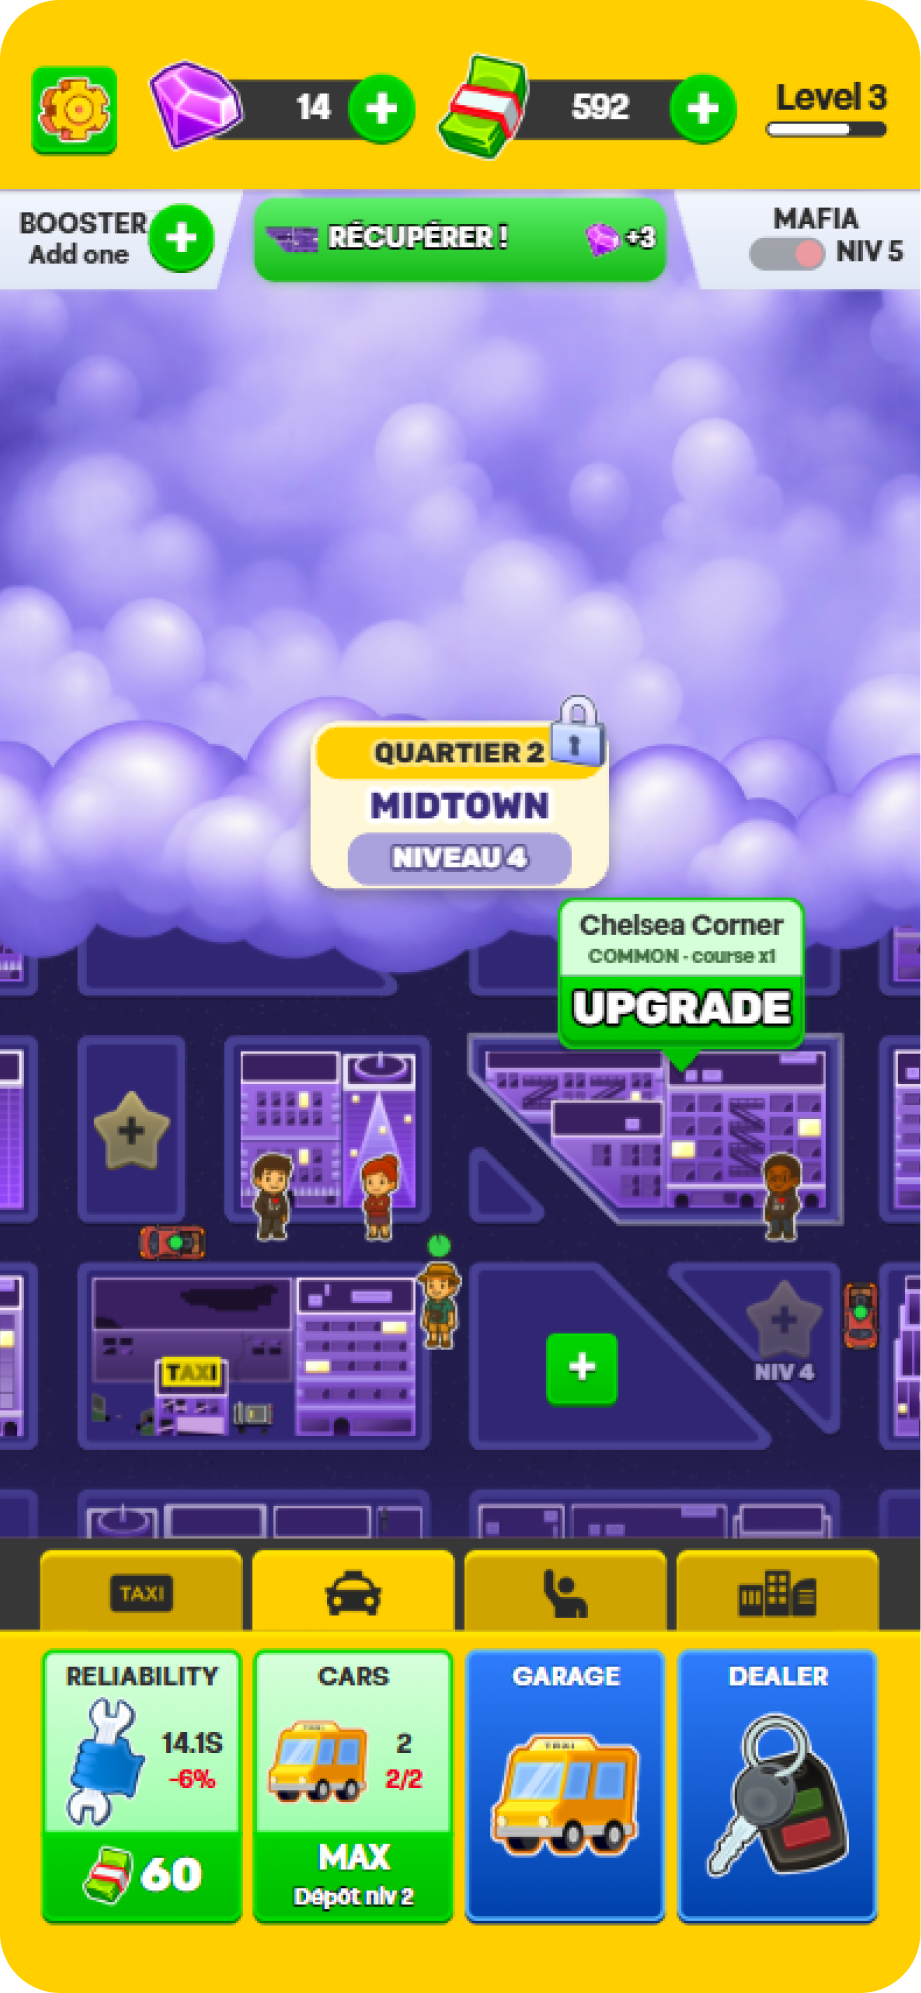 14
592
Level 3
BOOSTER
Add one
RÉCUPÉRER !
+3
MAFIA
NIV 5
QUARTIER 2
MIDTOWN
NIVEAU 4
Chelsea Corner
COMMON - course x1
UPGRADE
TAXI
NIV 4
TAXI
RELIABILITY
14.1S
-6%
60
CARS
TAXI
2
2/2
MAX
Dépôt niv 2
GARAGE
TAXI
DEALER